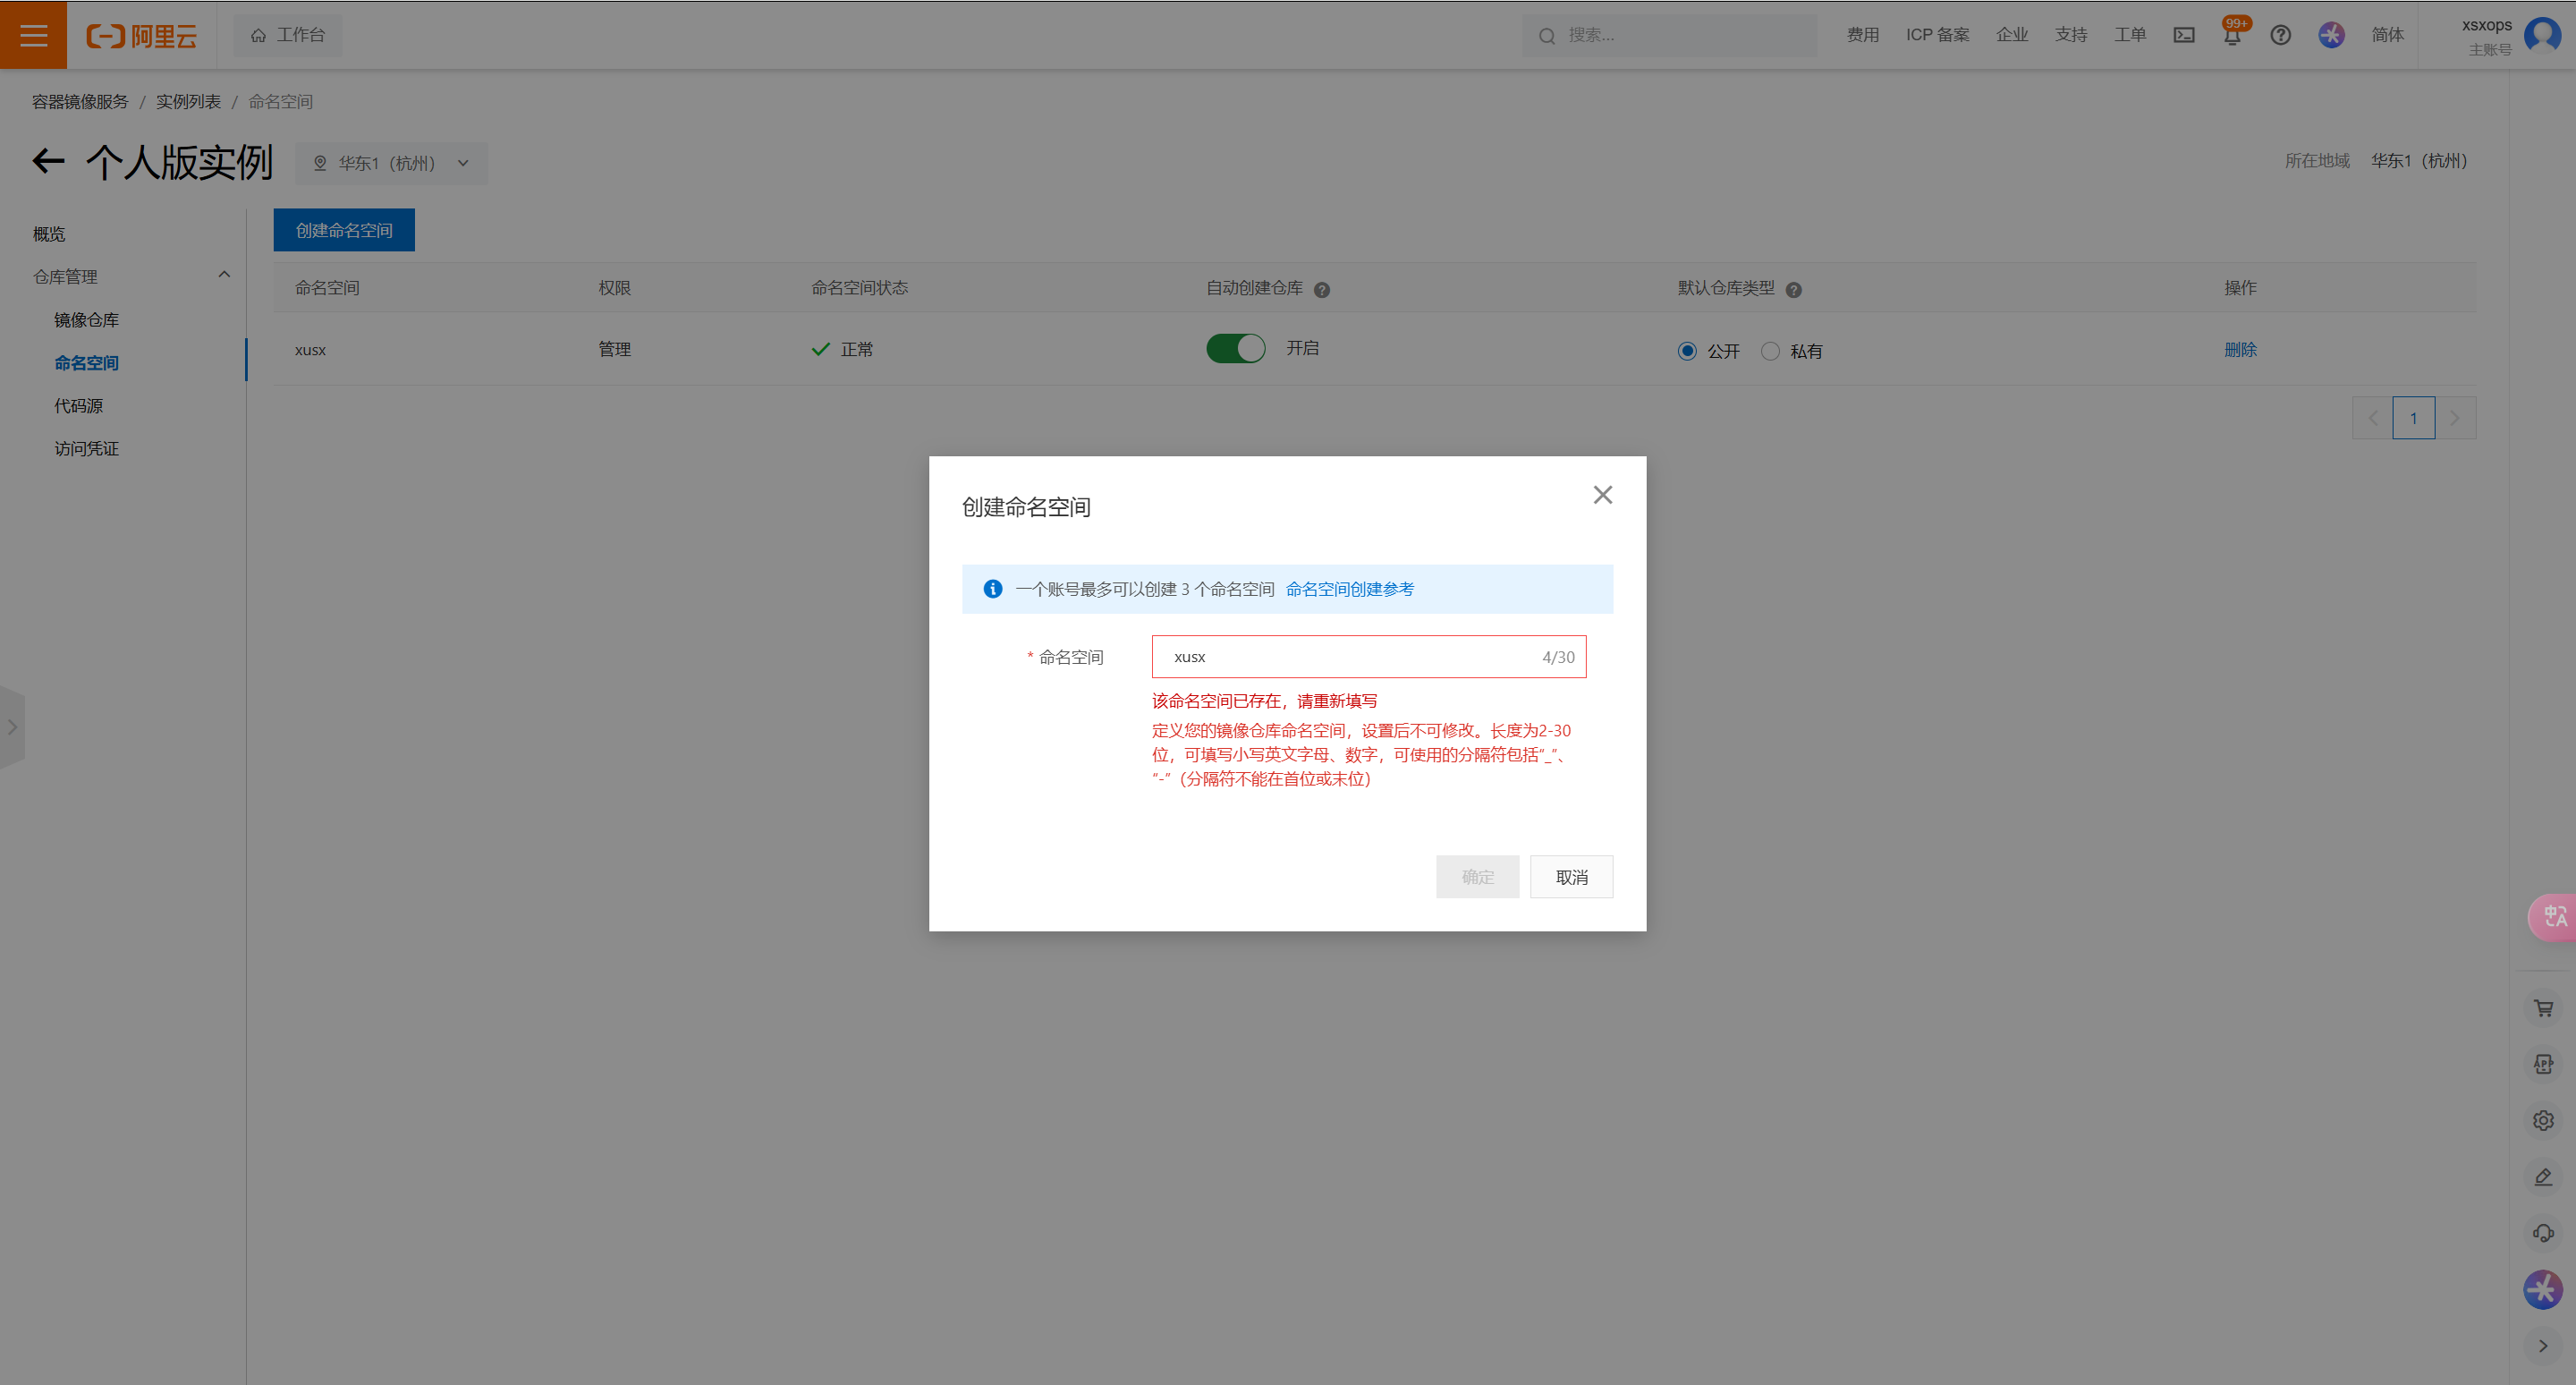 阿里云
工作台
搜索...
费用
ICP 备案
企业
支持
工单
99+
简体
xsxops
主账号
容器镜像服务 / 实例列表 / 命名空间
个人版实例
华东1（杭州）
所在地域 华东1（杭州）
概览
仓库管理
镜像仓库
命名空间
代码源
访问凭证
创建命名空间
命名空间 权限 命名空间状态 自动创建仓库 默认仓库类型 操作
xusx 管理 正常 开启 公开 私有 删除
1
创建命名空间
一个账号最多可以创建 3 个命名空间 命名空间创建参考
* 命名空间
xusx
4/30
该命名空间已存在，请重新填写
定义您的镜像仓库命名空间，设置后不可修改。长度为2-30
位，可填写小写英文字母、数字，可使用的分隔符包括“_”、
“-”（分隔符不能在首位或末位）
确定
取消
中A
APP